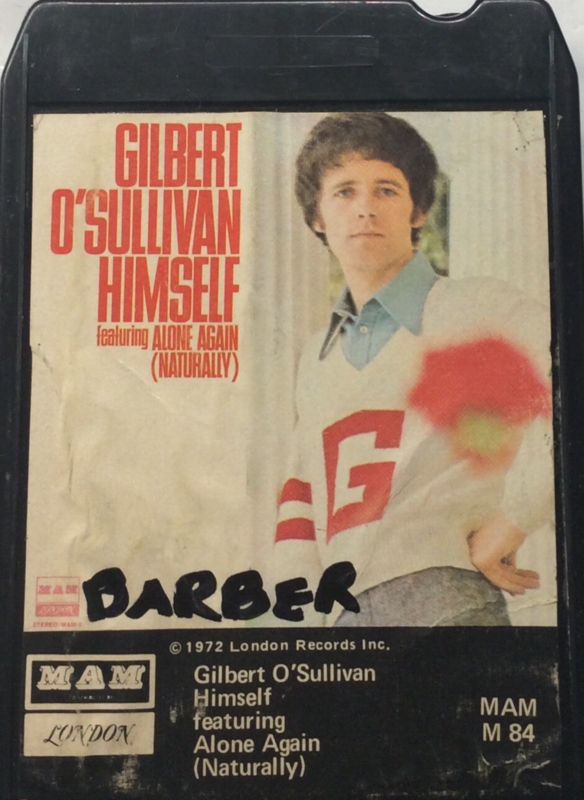 GILBERT
O'SULLIVAN
HIMSELF
featuring ALONE AGAIN
(NATURALLY)
G
MAM
LONDON
BARBER
© 1972 London Records Inc.
MAM
LONDON
Gilbert O'Sullivan
Himself
featuring
Alone Again
(Naturally)
MAM
M 84